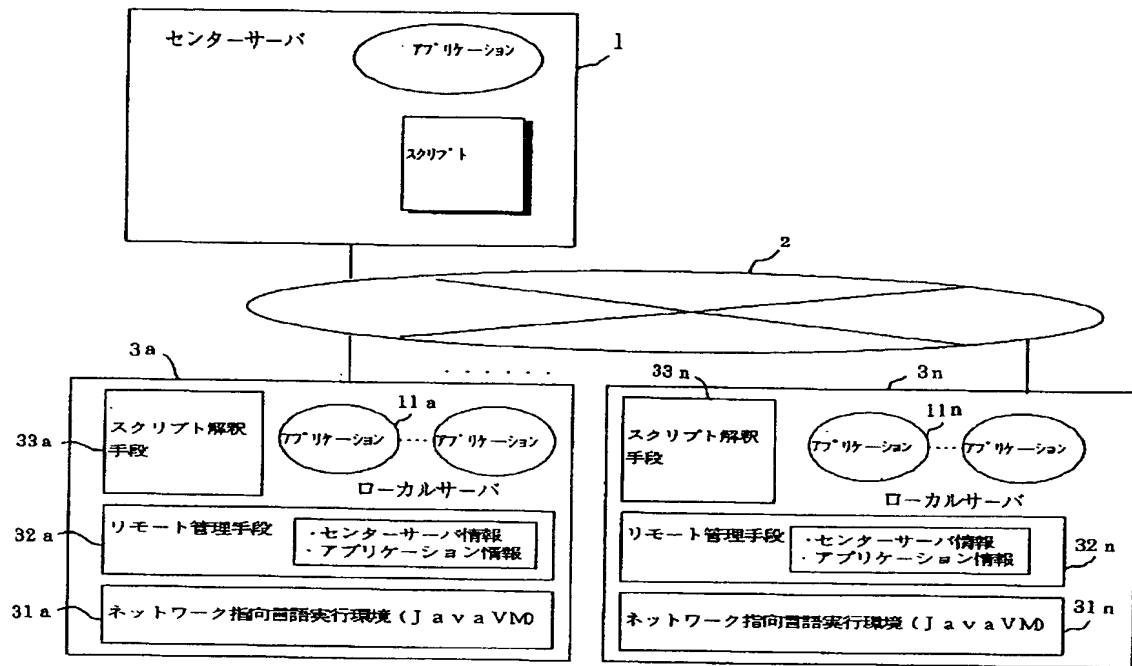 センターサーバ
アプリケーション
1
スクリプト
2
3a
......
33n
3n
スクリプト解釈
手段
33a
11a
アプリケーション
....
アプリケーション
ローカルサーバ
スクリプト解釈
手段
11n
アプリケーション
....
アプリケーション
ローカルサーバ
32a
リモート管理手段
・センターサーバ情報
・アプリケーション情報
リモート管理手段
・センターサーバ情報
・アプリケーション情報
32n
31a
ネットワーク指向言語実行環境(JavaVM)
ネットワーク指向言語実行環境(JavaVM)
31n